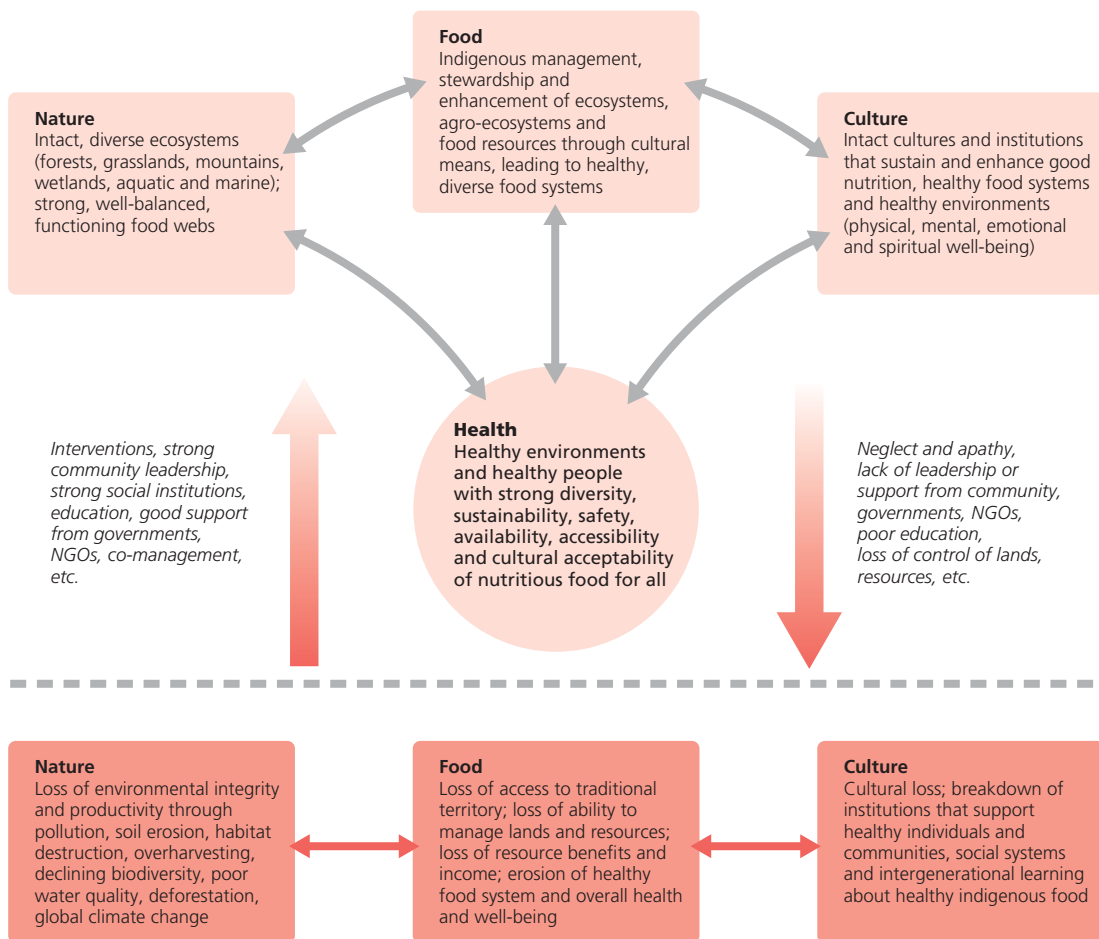 Food
Indigenous management,
stewardship and
enhancement of ecosystems,
agro-ecosystems and
food resources through cultural
means, leading to healthy,
diverse food systems
Nature
Intact, diverse ecosystems
(forests, grasslands, mountains,
wetlands, aquatic and marine);
strong, well-balanced,
functioning food webs
Culture
Intact cultures and institutions
that sustain and enhance good
nutrition, healthy food systems
and healthy environments
(physical, mental, emotional
and spiritual well-being)
Health
Healthy environments
and healthy people
with strong diversity,
sustainability, safety,
availability, accessibility
and cultural acceptability
of nutritious food for all
Interventions, strong
community leadership,
strong social institutions,
education, good support
from governments,
NGOs, co-management,
etc.
Neglect and apathy,
lack of leadership or
support from community,
governments, NGOs,
poor education,
loss of control of lands,
resources, etc.
Nature
Loss of environmental integrity
and productivity through
pollution, soil erosion, habitat
destruction, overharvesting,
declining biodiversity, poor
water quality, deforestation,
global climate change
Food
Loss of access to traditional
territory; loss of ability to
manage lands and resources;
loss of resource benefits and
income; erosion of healthy
food system and overall health
and well-being
Culture
Cultural loss; breakdown of
institutions that support
healthy individuals and
communities, social systems
and intergenerational learning
about healthy indigenous food